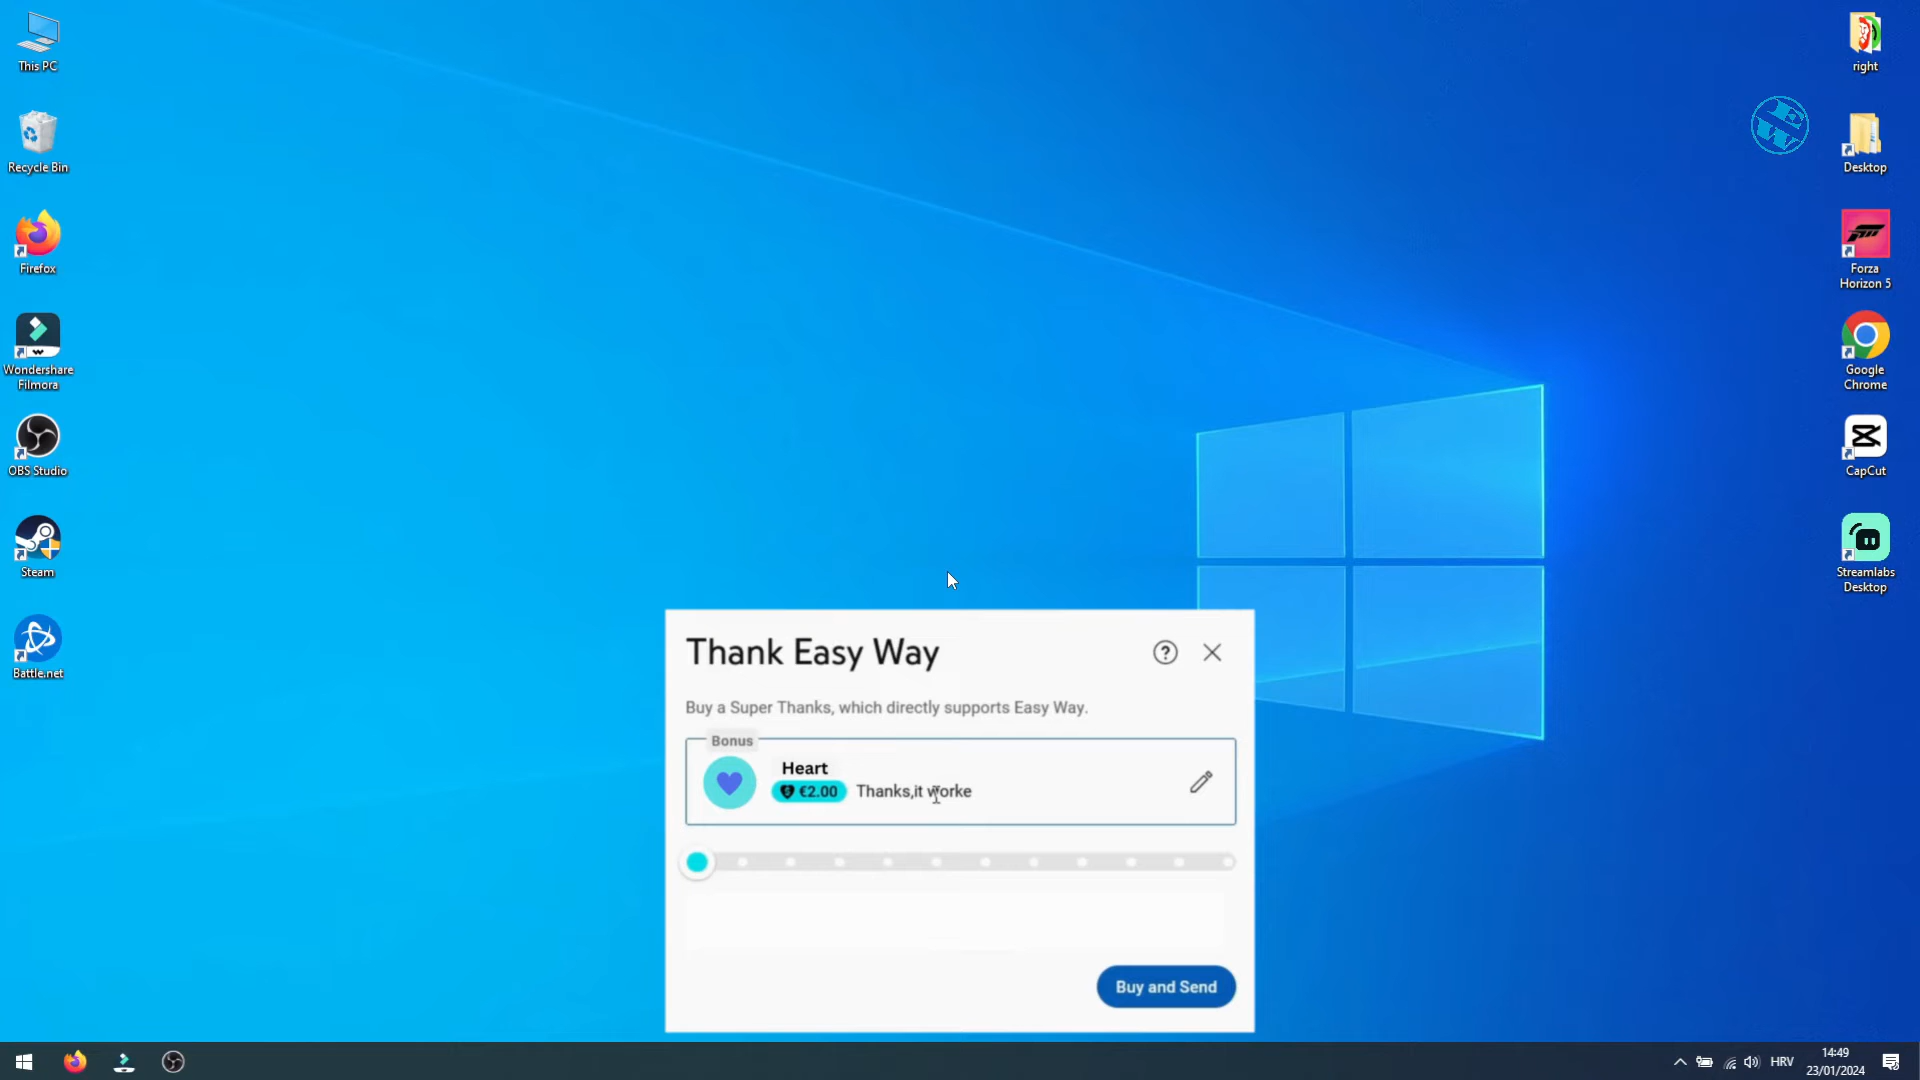 This PC
Recycle Bin
Firefox
Wondershare
Filmora
OBS Studio
Steam
Battle.net
right
Desktop
Forza
Horizon 5
Google
Chrome
CapCut
Streamlabs
Desktop
Thank Easy Way
Buy a Super Thanks, which directly supports Easy Way.
Bonus
Heart
€2.00 Thanks,it worke
Buy and Send
HRV
14:49
23/01/2024